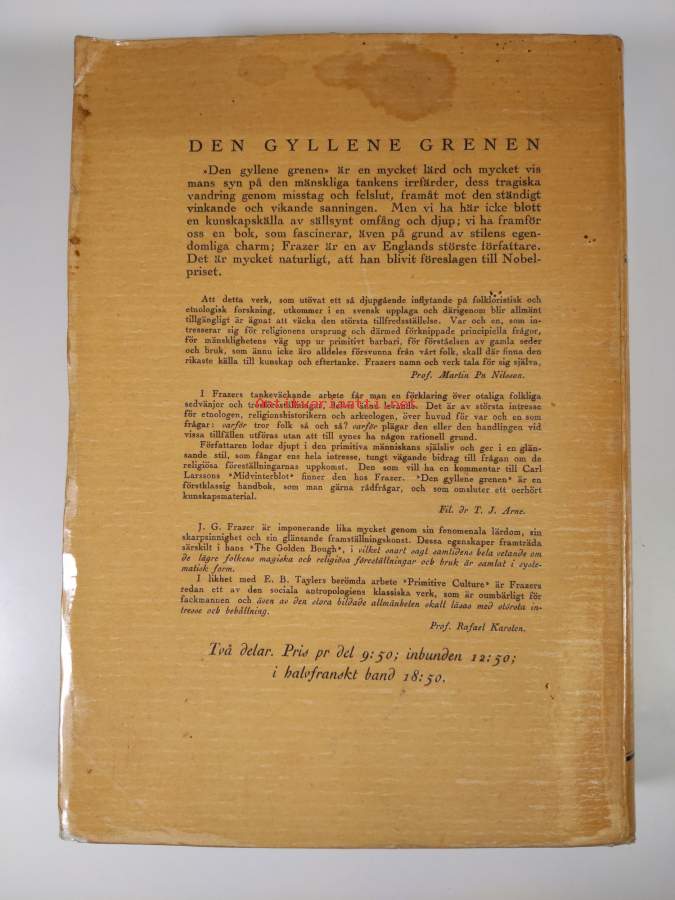 DEN GYLLENE GRENEN
»Den gyllene grenen» är en mycket lärd och mycket vis
mans syn på den mänskliga tankens irrfärder, dess tragiska
vandring genom misstag och felslut, framåt mot den ständigt
vinkande och vikande sanningen. Men vi ha här icke blott
en kunskapskälla av sällsynt omfång och djup; vi ha framför
oss en bok, som fascinerar, även på grund av stilens egen-
domliga charm; Frazer är en av Englands störste författare.
Det är mycket naturligt, att han blivit föreslagen till Nobel-
priset.
Att detta verk, som utövat ett så djupgående inflytande på folkloristisk och
etnologisk forskning, utkommer i en svensk upplaga och därigenom blir allmänt
tillgängligt är ägnat att väcka den största tillfredsställelse. Var och en, som in-
tresserar sig för religionens ursprung och därmed förknippade principiella frågor,
för mänsklighetens väg upp ur primitivt barbari, för förståelsen av gamla seder
och bruk, som ännu icke äro alldeles försvunna från vårt folk, skall där finna den
rikaste källa till kunskap och eftertanke. Frazers namn och verk tala för sig själva,
Prof. Martin Pn Nilsson.
I Frazers tankeväckande arbete får man en förklaring över otaliga folkliga
sedvänjor och
antikvariaatti.net
Det är av största intresse
för etnologen, religionshistorikern och arkeologen, över huvud för var och en som
frågar: varför tror folk så och så? varför plägar den eller den handlingen vid
vissa tillfällen utföras utan att till synes ha någon rationell grund.
Författaren lodar djupt i den primitiva människans själsliv och ger i en glän-
sande stil, som fångar ens hela intresse, tungt vägande bidrag till frågan om de
religiösa föreställningarnas uppkomst. Den som vill ha en kommentar till Carl
Larssons »Midvinterblot» finner den hos Frazer. »Den gyllene grenen» är en
förstklassig handbok, som man gärna rådfrågar, och som omsluter ett oerhört
kunskapsmaterial.
Fil. dr T. J. Arne.
J. G. Frazer är imponerande lika mycket genom sin fenomenala lärdom, sin
skarpsinnighet och sin glänsande framställningskonst. Dessa egenskaper framträda
särskilt i hans »The Golden Bough», i vilket snart sagt samtidens hela vetande om
de lägre folkens magiska och religiösa föreställningar och bruk är samlat i syste-
matisk form.
I likhet med E. B. Taylers berömda arbete »Primitive Culture» är Frazers
redan ett av den sociala antropologiens klassiska verk, som är oumbärligt för
fackmannen och även av den stora bildade allmänheten skall läsas med största in-
tresse och behållning.
Prof. Rafael Karsten.
Två delar. Pris pr del 9:50; inbunden 12:50;
i halvfranskt band 18:50.